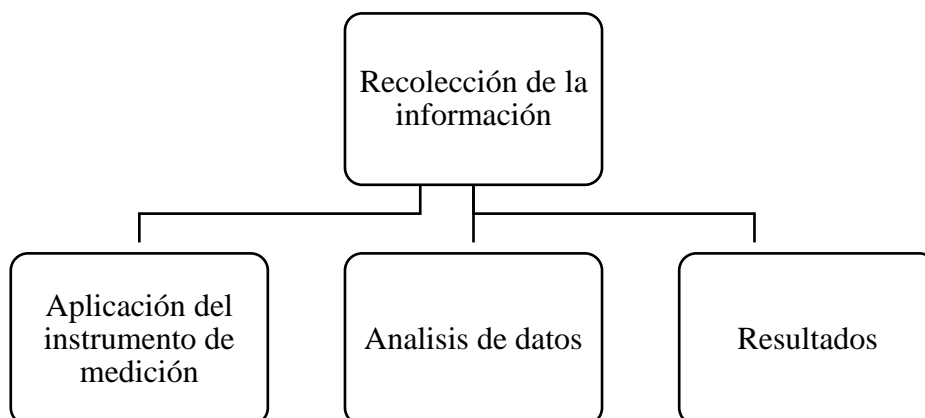 Recolección de la
información
Aplicación del
instrumento de
medición
Analisis de datos
Resultados